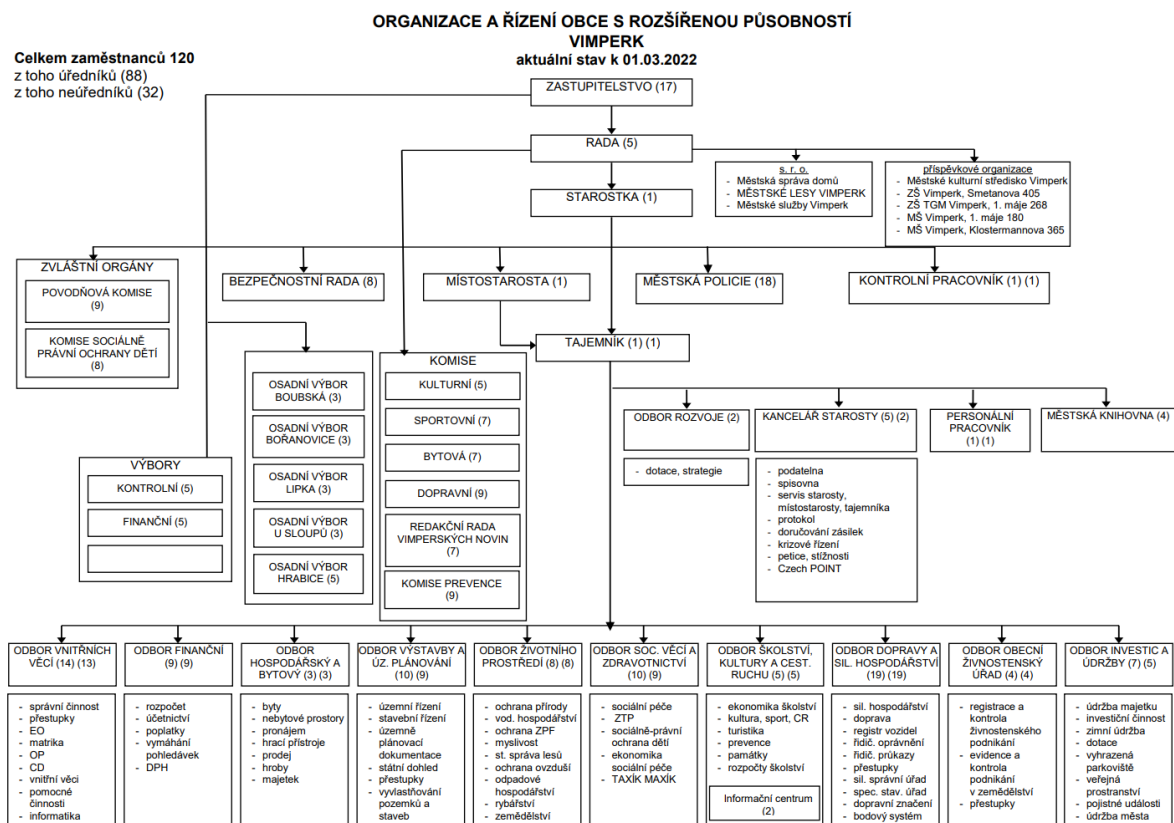 ORGANIZACE A ŘÍZENÍ OBCE S ROZŠÍŘENOU PŮSOBNOSTÍ
VIMPERK
aktuální stav k 01.03.2022
Celkem zaměstnanců 120
z toho úředníků (88)
z toho neúředníků (32)
ZASTUPITELSTVO (17)
RADA (5)
s. r. o.
- Městská správa domů
- MĚSTSKÉ LESY VIMPERK
- Městské služby Vimperk
příspěvkové organizace
- Městské kulturní středisko Vimperk
- ZŠ Vimperk, Smetanova 405
- ZŠ TGM Vimperk, 1. máje 268
- MŠ Vimperk, 1. máje 180
- MŠ Vimperk, Klostermannova 365
STAROSTKA (1)
ZVLÁŠTNÍ ORGÁNY
POVODŇOVÁ KOMISE
(9)
KOMISE SOCIÁLNĚ
PRÁVNÍ OCHRANY DĚTÍ
(8)
BEZPEČNOSTNÍ RADA (8)
MÍSTOSTAROSTA (1)
MĚSTSKÁ POLICIE (18)
KONTROLNÍ PRACOVNÍK (1) (1)
TAJEMNÍK (1) (1)
VÝBORY
KONTROLNÍ (5)
FINANČNÍ (5)
OSADNÍ VÝBOR
BOUBSKÁ (3)
OSADNÍ VÝBOR
BOŘANOVICE (3)
OSADNÍ VÝBOR
LIPKA (3)
OSADNÍ VÝBOR
U SLOUPŮ (3)
OSADNÍ VÝBOR
HRABICE (5)
KOMISE
KULTURNÍ (5)
SPORTOVNÍ (7)
BYTOVÁ (7)
DOPRAVNÍ (9)
REDAKČNÍ RADA
VIMPERSKÝCH NOVIN
(7)
KOMISE PREVENCE
(9)
ODBOR ROZVOJE (2)
- dotace, strategie
KANCELÁŘ STAROSTY (5) (2)
- podatelna
- spisovna
- servis starosty,
místostarosty, tajemníka
- protokol
- doručování zásilek
- krizové řízení
- petice, stížnosti
- Czech POINT
PERSONÁLNÍ
PRACOVNÍK
(1) (1)
MĚSTSKÁ KNIHOVNA (4)
ODBOR VNITŘNÍCH
VĚCÍ (14) (13)
- správní činnost
- přestupky
- EO
- matrika
- OP
- CD
- vnitřní věci
- pomocné
činnosti
- informatika
ODBOR FINANČNÍ
(9) (9)
- rozpočet
- účetnictví
- poplatky
- vymáhání
pohledávek
- DPH
ODBOR
HOSPODÁŘSKÝ A
BYTOVÝ (3) (3)
- byty
- nebytové prostory
- pronájem
- hrací přístroje
- prodej
- hroby
- majetek
ODBOR VÝSTAVBY A
ÚZ. PLÁNOVÁNÍ
(10) (9)
- územní řízení
- stavební řízení
- územně
plánovací
dokumentace
- státní dohled
- přestupky
- vyvlastňování
pozemků a
staveb
ODBOR ŽIVOTNÍHO
PROSTŘEDÍ (8) (8)
- ochrana přírody
- vod. hospodářství
- ochrana ZPF
- myslivost
- st. správa lesů
- ochrana ovzduší
- odpadové
hospodářství
- rybářství
- zemědělství
ODBOR SOC. VĚCÍ A
ZDRAVOTNICTVÍ
(10) (9)
- sociální péče
- ZTP
- sociálně-právní
ochrana dětí
- ekonomika
sociální péče
- TAXÍK MAXÍK
ODBOR ŠKOLSTVÍ,
KULTURY A CEST.
RUCHU (5) (5)
- ekonomika školství
- kultura, sport, CR
- turistika
- prevence
- památky
- rozpočty školství
Informační centrum
(2)
ODBOR DOPRAVY A
SIL. HOSPODÁŘSTVÍ
(19) (19)
- sil. hospodářství
- doprava
- registr vozidel
- řidič. oprávnění
- řidič. průkazy
- přestupky
- sil. správní úřad
- spec. stav. úřad
- dopravní značení
- bodový systém
ODBOR OBECNÍ
ŽIVNOSTENSKÝ
ÚŘAD (4) (4)
- registrace a
kontrola
živnostenského
podnikání
- evidence a
kontrola
podnikání
v zemědělství
- přestupky
ODBOR INVESTIC A
ÚDRŽBY (7) (5)
- údržba majetku
- investiční činnost
- zimní údržba
- dotace
- vyhrazená
parkoviště
- veřejná
prostranství
- pojistné události
- údržba města